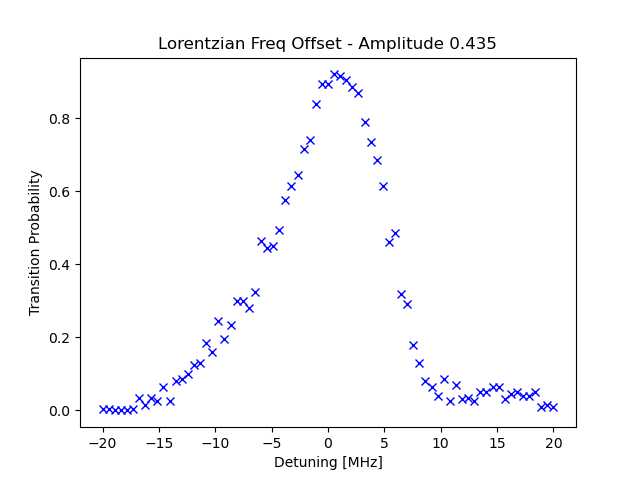 Lorentzian Freq Offset - Amplitude 0.435
Transition Probability
0.8
0.6
0.4
0.2
0.0
−20 −15 −10 −5 0 5 10 15 20
Detuning [MHz]